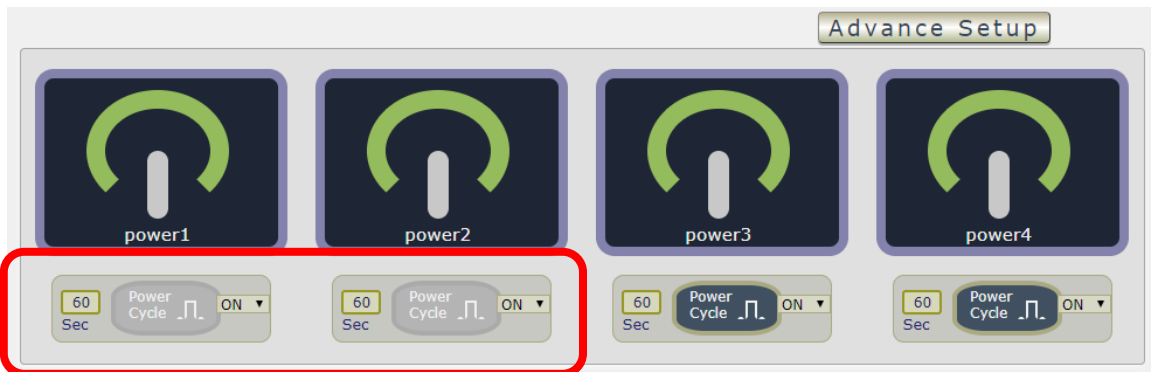 Advance Setup
power1
power2
power3
power4
60 Sec Power Cycle ON
60 Sec Power Cycle ON
60 Sec Power Cycle ON
60 Sec Power Cycle ON